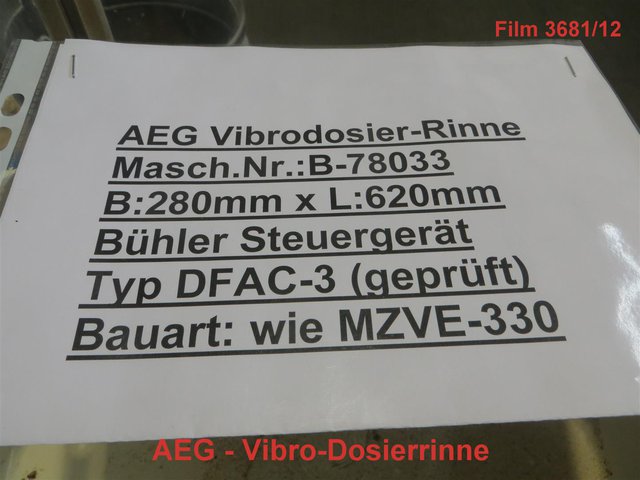 Film 3681/12
AEG Vibrodosier-Rinne
Masch.Nr.:B-78033
B:280mm x L:620mm
Bühler Steuergerät
Typ DFAC-3 (geprüft)
Bauart: wie MZVE-330
AEG - Vibro-Dosierrinne